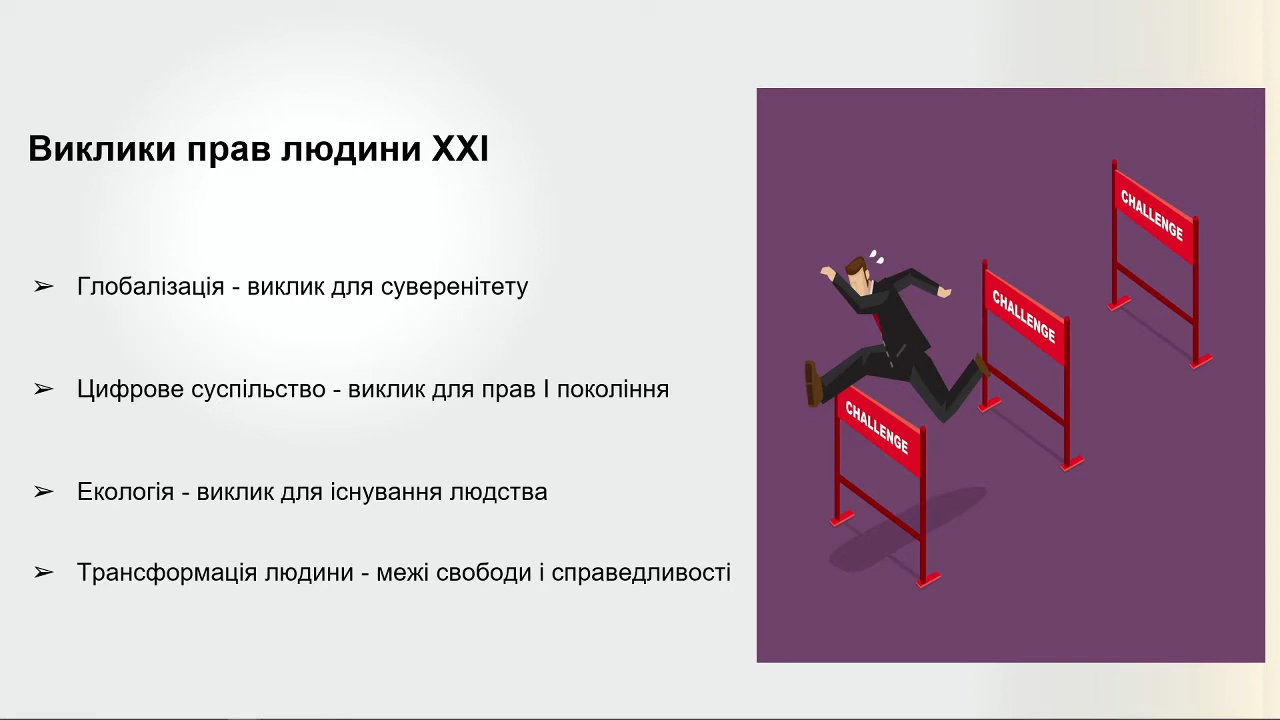 Виклики прав людини XXI
➢ Глобалізація - виклик для суверенітету
➢ Цифрове суспільство - виклик для прав I покоління
➢ Екологія - виклик для існування людства
➢ Трансформація людини - межі свободи і справедливості
CHALLENGE
CHALLENGE
CHALLENGE